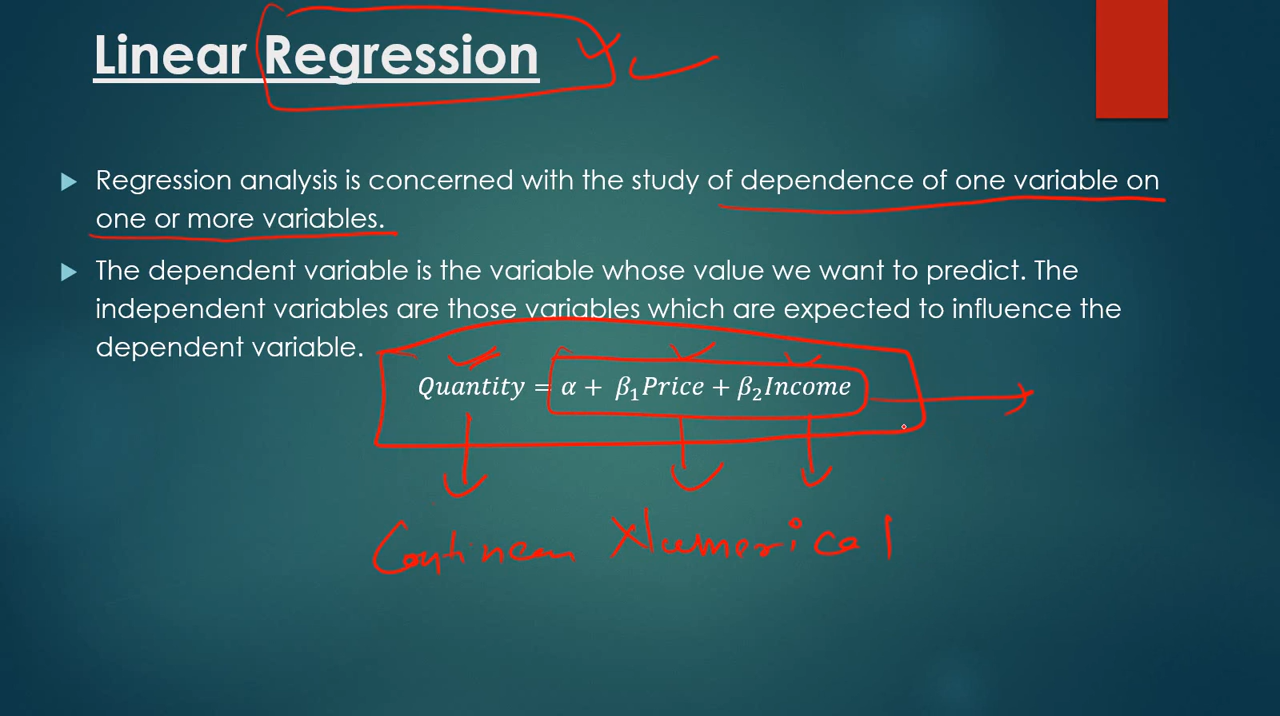 Linear Regression
Regression analysis is concerned with the study of dependence of one variable on
one or more variables.
The dependent variable is the variable whose value we want to predict. The
independent variables are those variables which are expected to influence the
dependent variable.
Quantity = α + β₁Price + β₂Income
Numerical